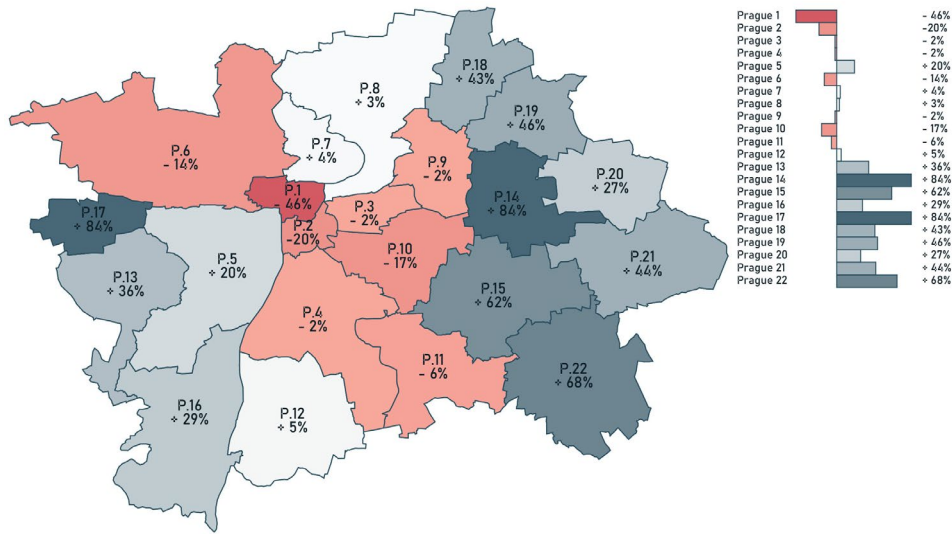 P.18
÷ 43%
P.8
÷ 3%
P.19
÷ 46%
P.7
÷ 4%
P.6
- 14%
P.9
- 2%
P.20
÷ 27%
P.1
- 46%
P.14
÷ 84%
P.3
- 2%
P.17
÷ 84%
P.2
-20%
P.10
- 17%
P.5
÷ 20%
P.21
÷ 44%
P.13
÷ 36%
P.15
÷ 62%
P.4
- 2%
P.11
- 6%
P.22
÷ 68%
P.16
÷ 29%
P.12
÷ 5%
Prague 1 - 46%
Prague 2 -20%
Prague 3 - 2%
Prague 4 - 2%
Prague 5 ÷ 20%
Prague 6 - 14%
Prague 7 ÷ 4%
Prague 8 ÷ 3%
Prague 9 - 2%
Prague 10 - 17%
Prague 11 - 6%
Prague 12 ÷ 5%
Prague 13 ÷ 36%
Prague 14 ÷ 84%
Prague 15 ÷ 62%
Prague 16 ÷ 29%
Prague 17 ÷ 84%
Prague 18 ÷ 43%
Prague 19 ÷ 46%
Prague 20 ÷ 27%
Prague 21 ÷ 44%
Prague 22 ÷ 68%